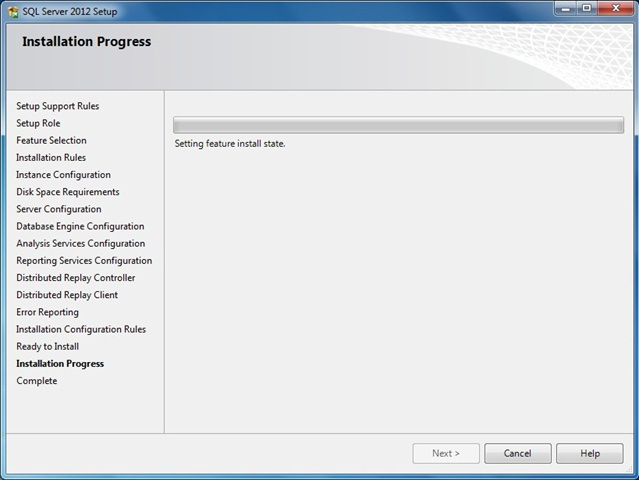 SQL Server 2012 Setup
Installation Progress
Setup Support Rules
Setup Role
Feature Selection
Installation Rules
Instance Configuration
Disk Space Requirements
Server Configuration
Database Engine Configuration
Analysis Services Configuration
Reporting Services Configuration
Distributed Replay Controller
Distributed Replay Client
Error Reporting
Installation Configuration Rules
Ready to Install
Installation Progress
Complete
Setting feature install state.
Next >
Cancel
Help